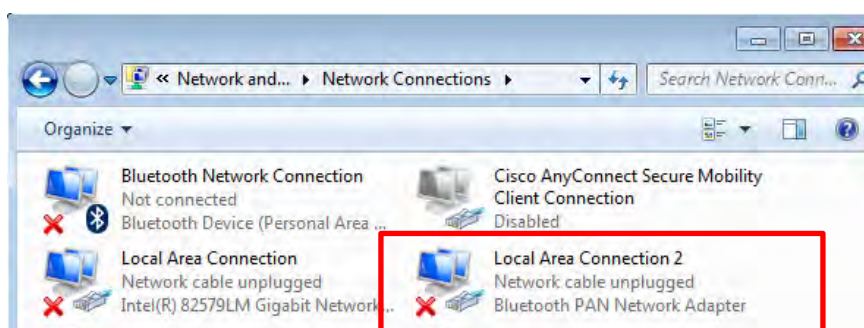 « Network and... ▸ Network Connections ▸
Search Network Conn...
Organize
Bluetooth Network Connection
Not connected
Bluetooth Device (Personal Area ...
Cisco AnyConnect Secure Mobility
Client Connection
Disabled
Local Area Connection
Network cable unplugged
Intel(R) 82579LM Gigabit Network...
Local Area Connection 2
Network cable unplugged
Bluetooth PAN Network Adapter